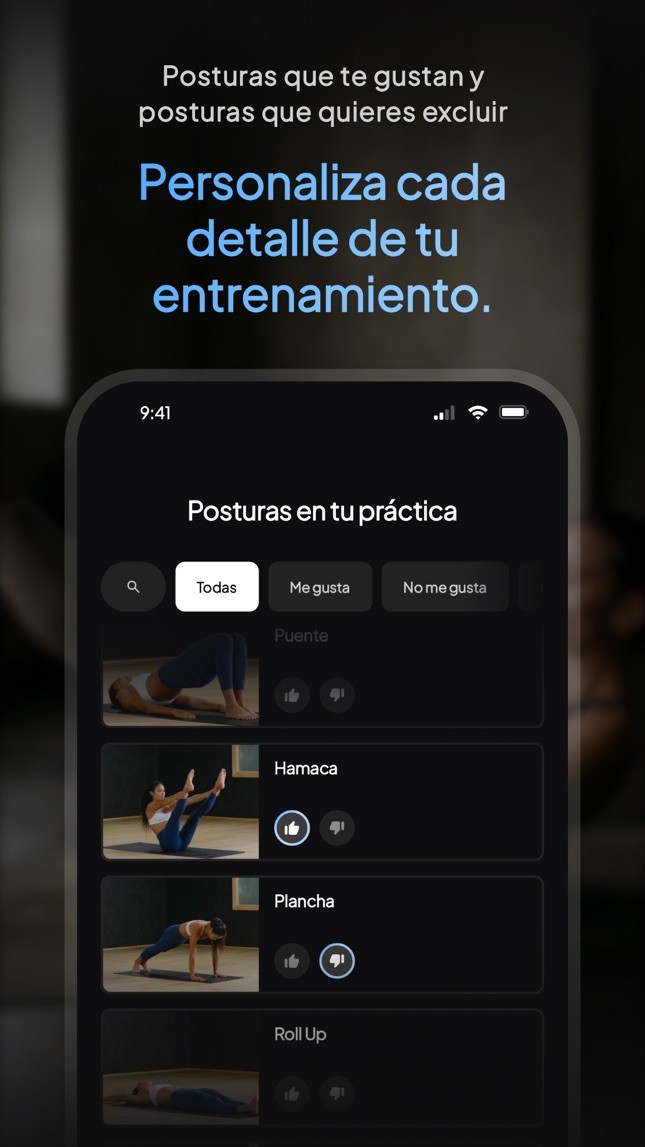 Posturas que te gustan y
posturas que quieres excluir
Personaliza cada
detalle de tu
entrenamiento.
9:41
Posturas en tu práctica
Todas
Me gusta
No me gusta
Puente
Hamaca
Plancha
Roll Up